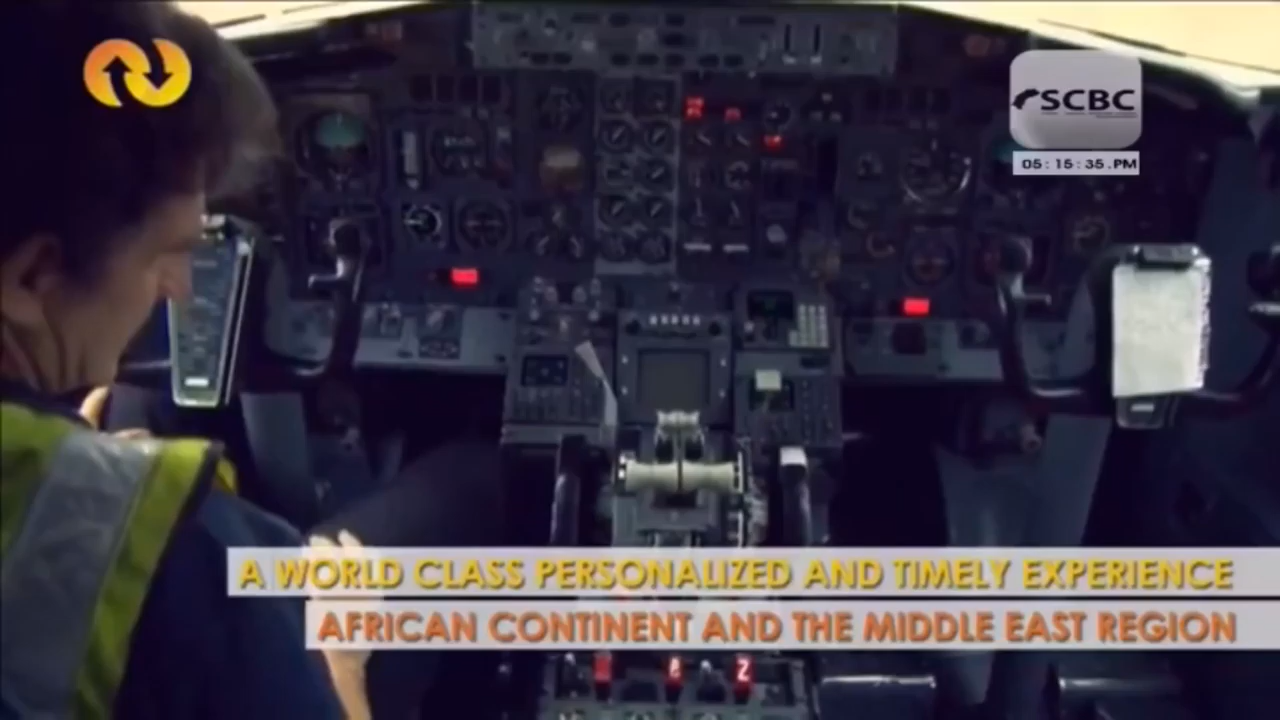 SCBC
05:15:35.PM
A WORLD CLASS PERSONALIZED AND TIMELY EXPERIENCE
AFRICAN CONTINENT AND THE MIDDLE EAST REGION